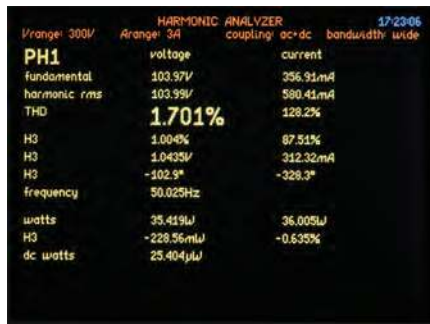 HARMONIC ANALYZER 17:23:06
Vrange: 300V Arange: 3A coupling: ac+dc bandwidth: wide
PH1 voltage current
fundamental 103.97V 356.91mA
harmonic rms 103.99V 580.41mA
THD 1.701% 128.2%
H3 1.004% 87.51%
H3 1.0435V 312.32mA
H3 -102.9° -328.3°
frequency 50.025Hz
watts 35.419W 36.005W
H3 -228.56mW -0.635%
dc watts 25.404µW